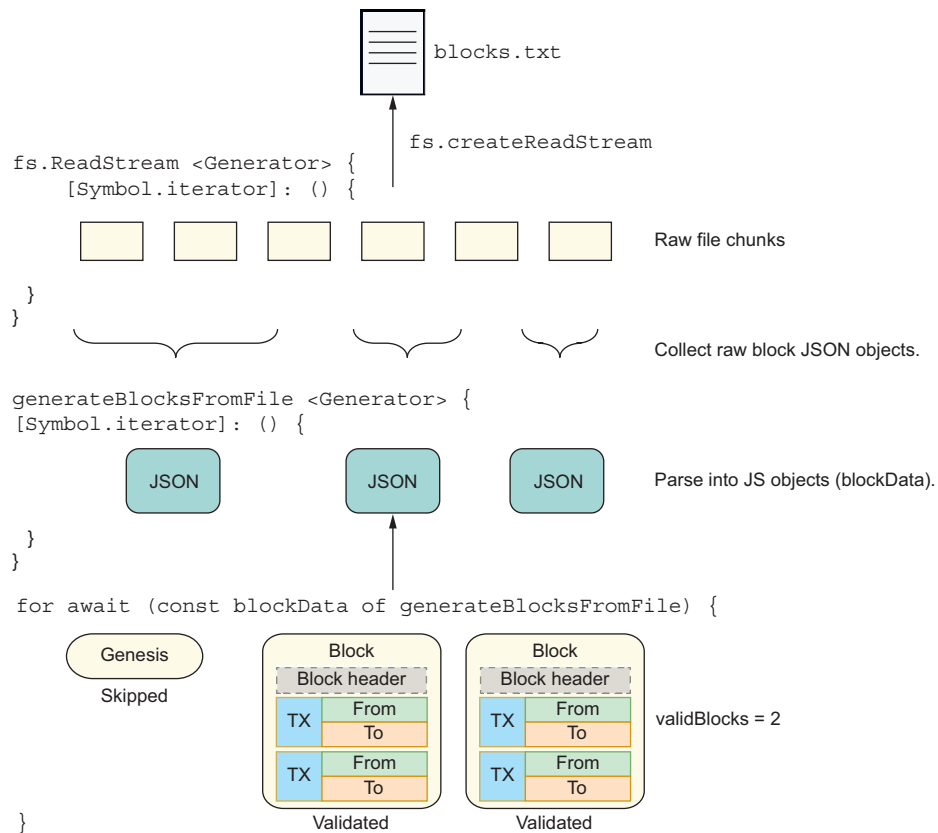 blocks.txt
fs.createReadStream
fs.ReadStream <Generator> {
[Symbol.iterator]: () {
Raw file chunks
}
}
Collect raw block JSON objects.
generateBlocksFromFile <Generator> {
[Symbol.iterator]: () {
JSON
JSON
JSON
Parse into JS objects (blockData).
}
}
for await (const blockData of generateBlocksFromFile) {
Genesis
Skipped
Block
Block header
TX
From
To
TX
From
To
Validated
Block
Block header
TX
From
To
TX
From
To
Validated
validBlocks = 2
}